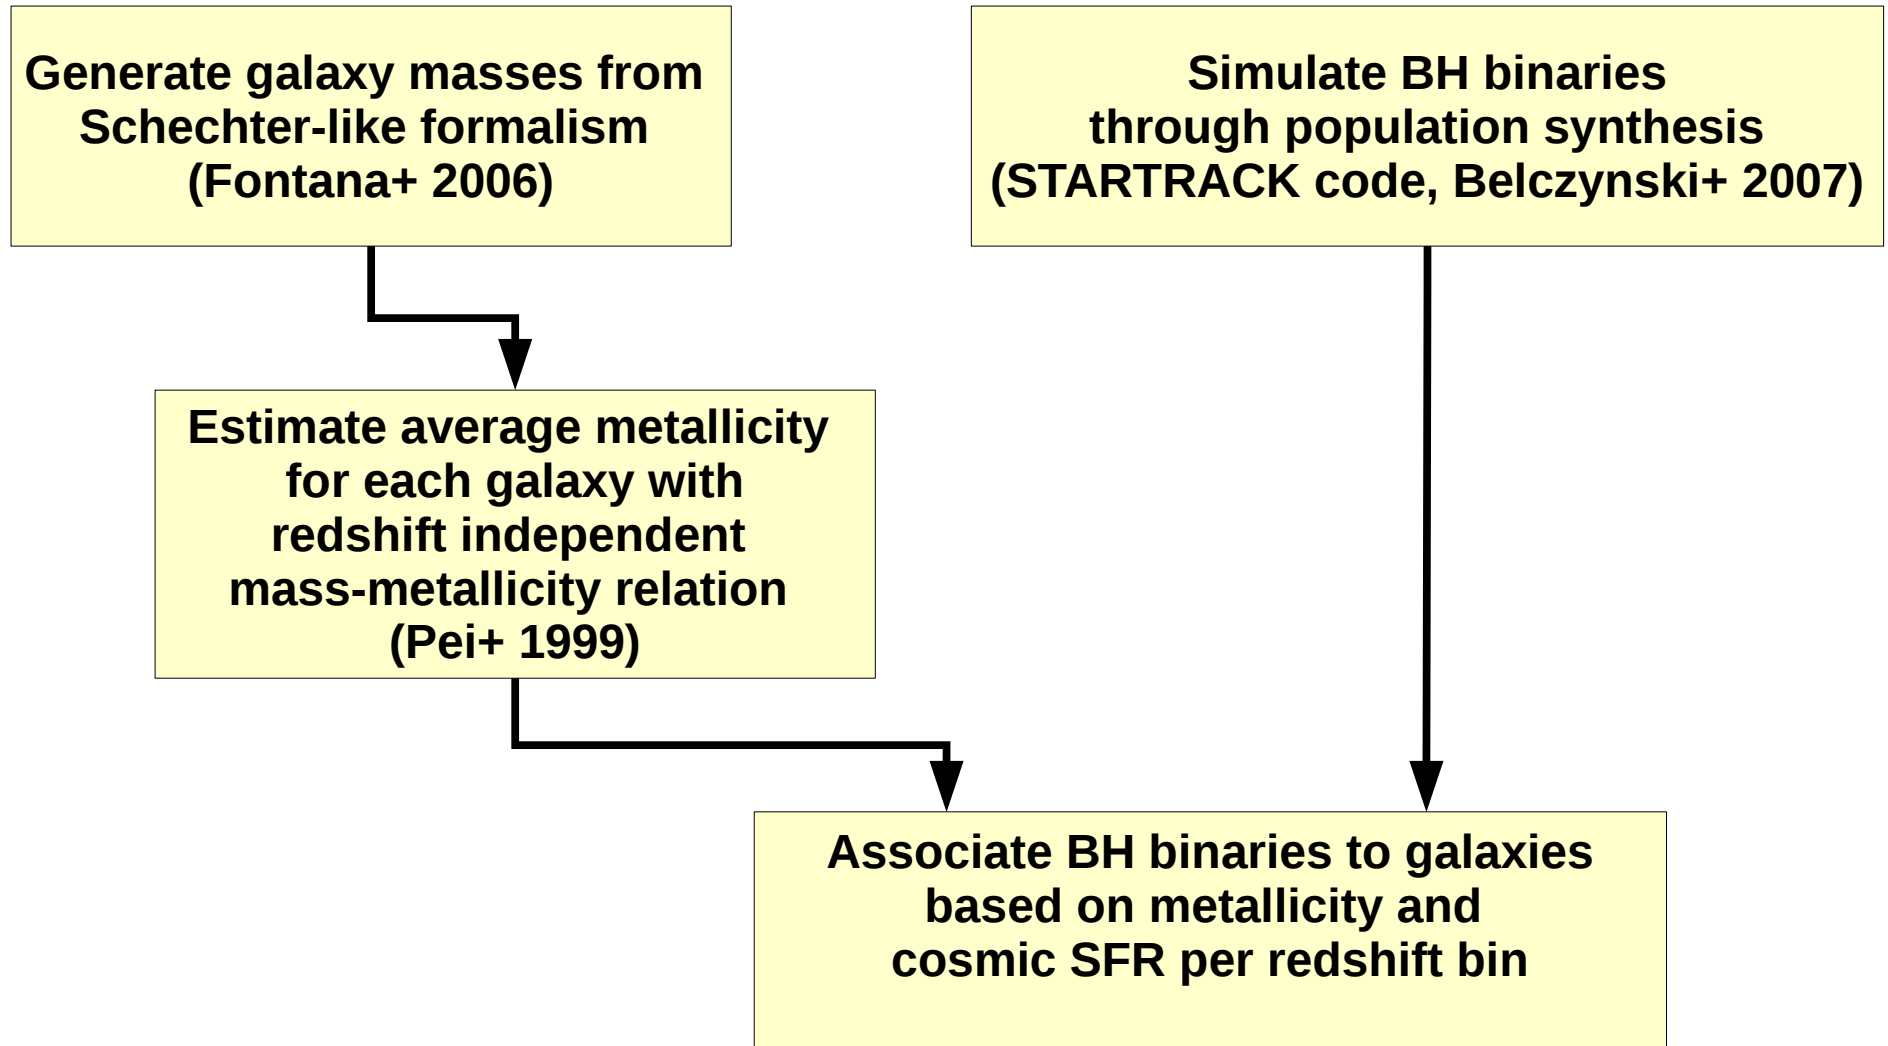 Generate galaxy masses from
Schechter-like formalism
(Fontana+ 2006)
Simulate BH binaries
through population synthesis
(STARTRACK code, Belczynski+ 2007)
Estimate average metallicity
for each galaxy with
redshift independent
mass-metallicity relation
(Pei+ 1999)
Associate BH binaries to galaxies
based on metallicity and
cosmic SFR per redshift bin